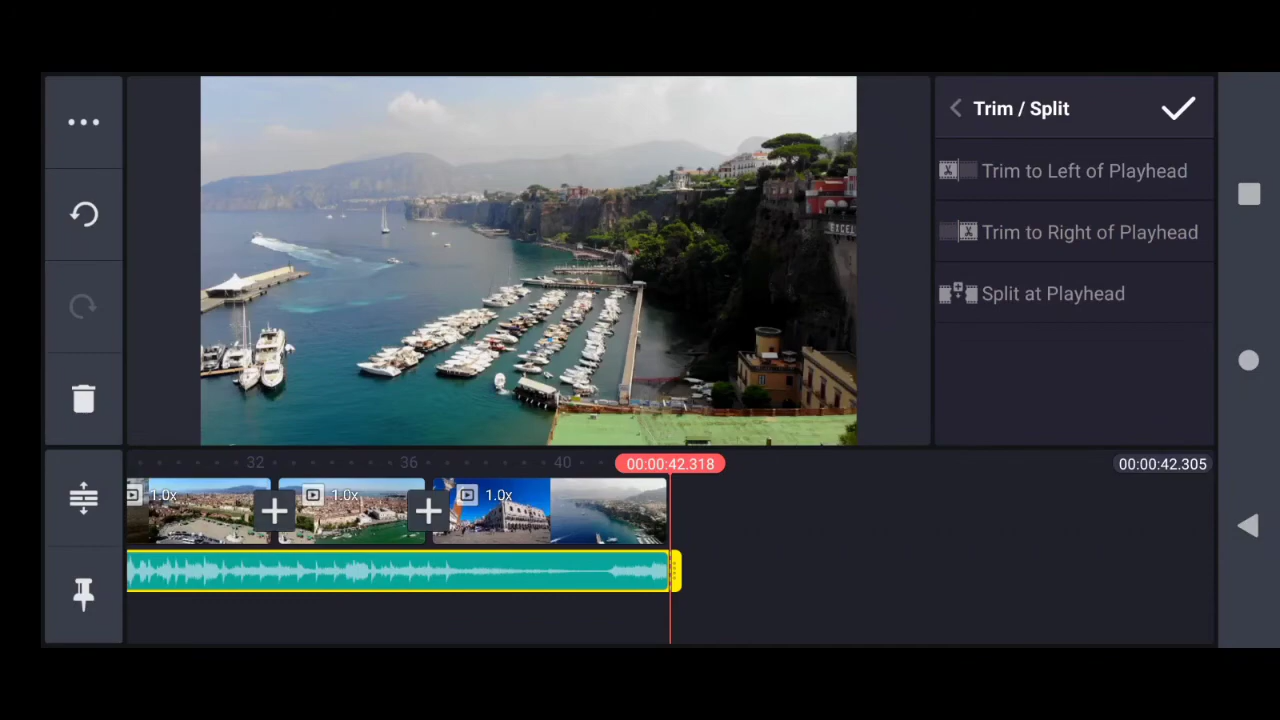 Trim / Split
Trim to Left of Playhead
Trim to Right of Playhead
Split at Playhead
EXCEL
32
36
40
00:00:42.318
00:00:42.305
1.0x
1.0x
1.0x